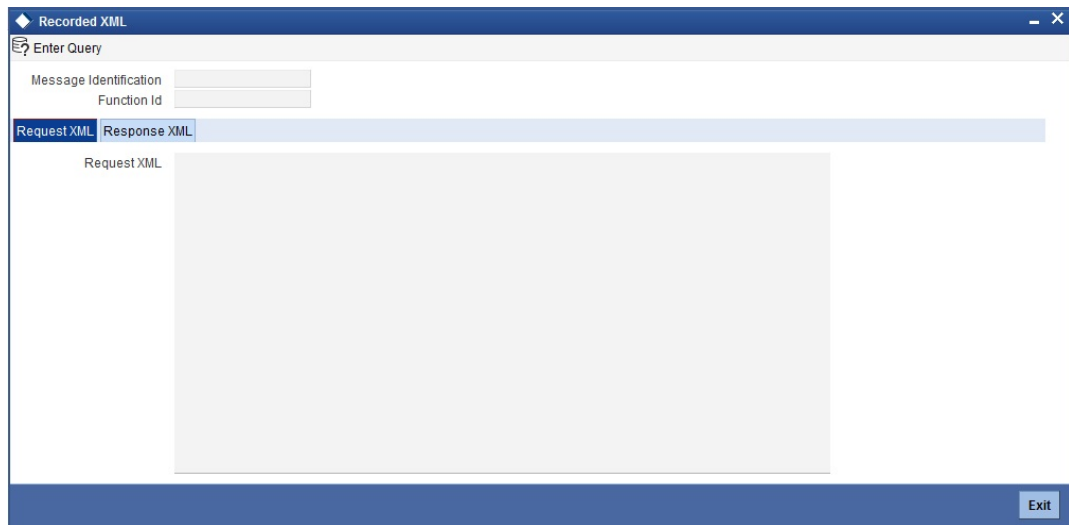 Recorded XML
Enter Query
Message Identification
Function Id
Request XML Response XML
Request XML
Exit